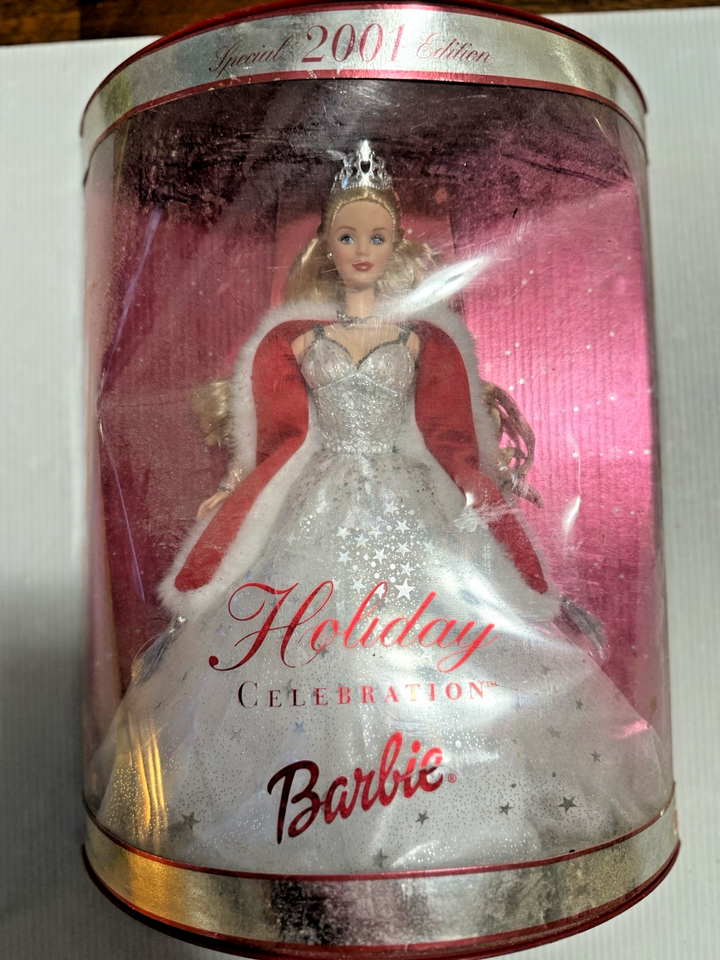 Special 2001 Edition
Holiday
CELEBRATION™
Barbie®